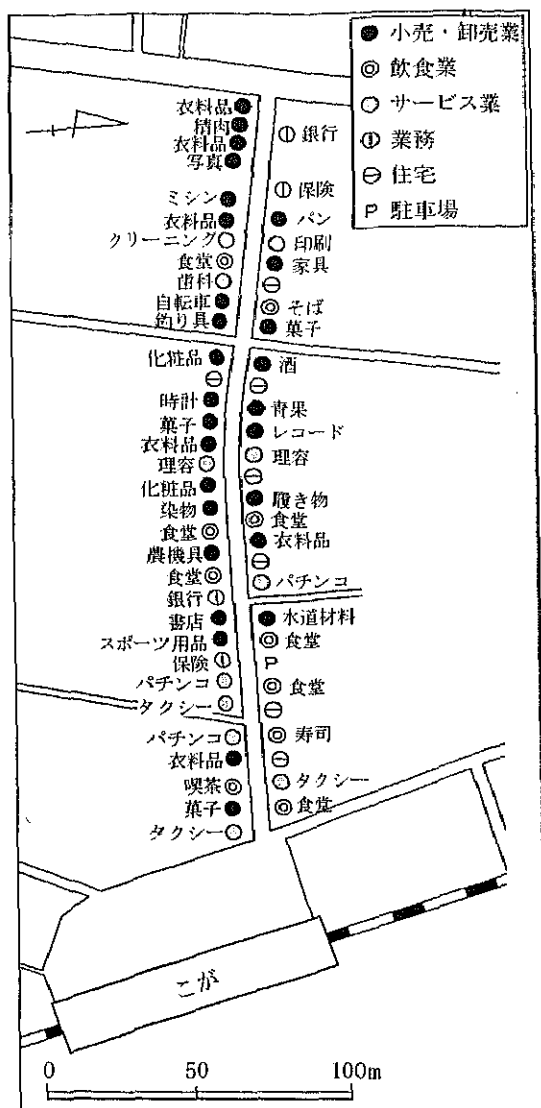 ● 小売・卸売業
◎ 飲食業
○ サービス業
⦶ 業務
⊖ 住宅
P 駐車場
衣料品
精肉
衣料品
写真
ミシン
衣料品
クリーニング
食堂
歯科
自転車
釣り具
化粧品
時計
菓子
衣料品
理容
化粧品
染物
食堂
農機具
食堂
銀行
書店
スポーツ用品
保険
パチンコ
タクシー
パチンコ
衣料品
喫茶
菓子
タクシー
銀行
保険
パン
印刷
家具
そば
菓子
酒
青果
レコード
理容
履き物
食堂
衣料品
パチンコ
水道材料
食堂
P
食堂
寿司
タクシー
食堂
こが
0 50 100m